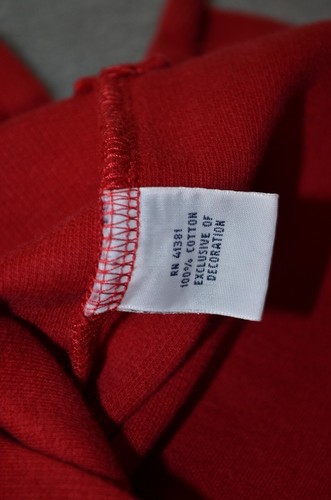 RN 41381
100% COTTON
EXCLUSIVE OF
DECORATION